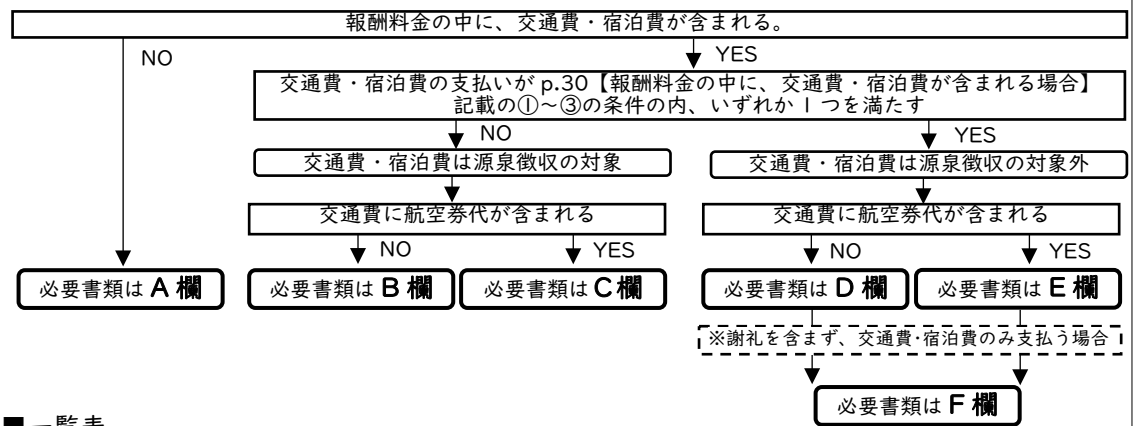 報酬料金の中に、交通費・宿泊費が含まれる。
NO
YES
交通費・宿泊費の支払いが p.30【報酬料金の中に、交通費・宿泊費が含まれる場合】
記載の①~③の条件の内、いずれか1つを満たす
NO
YES
交通費・宿泊費は源泉徴収の対象
交通費・宿泊費は源泉徴収の対象外
交通費に航空券代が含まれる
交通費に航空券代が含まれる
NO
YES
NO
YES
必要書類は A 欄
必要書類は B 欄
必要書類は C 欄
必要書類は D 欄
必要書類は E 欄
※謝礼を含まず、交通費・宿泊費のみ支払う場合
必要書類は F 欄
■一覧表